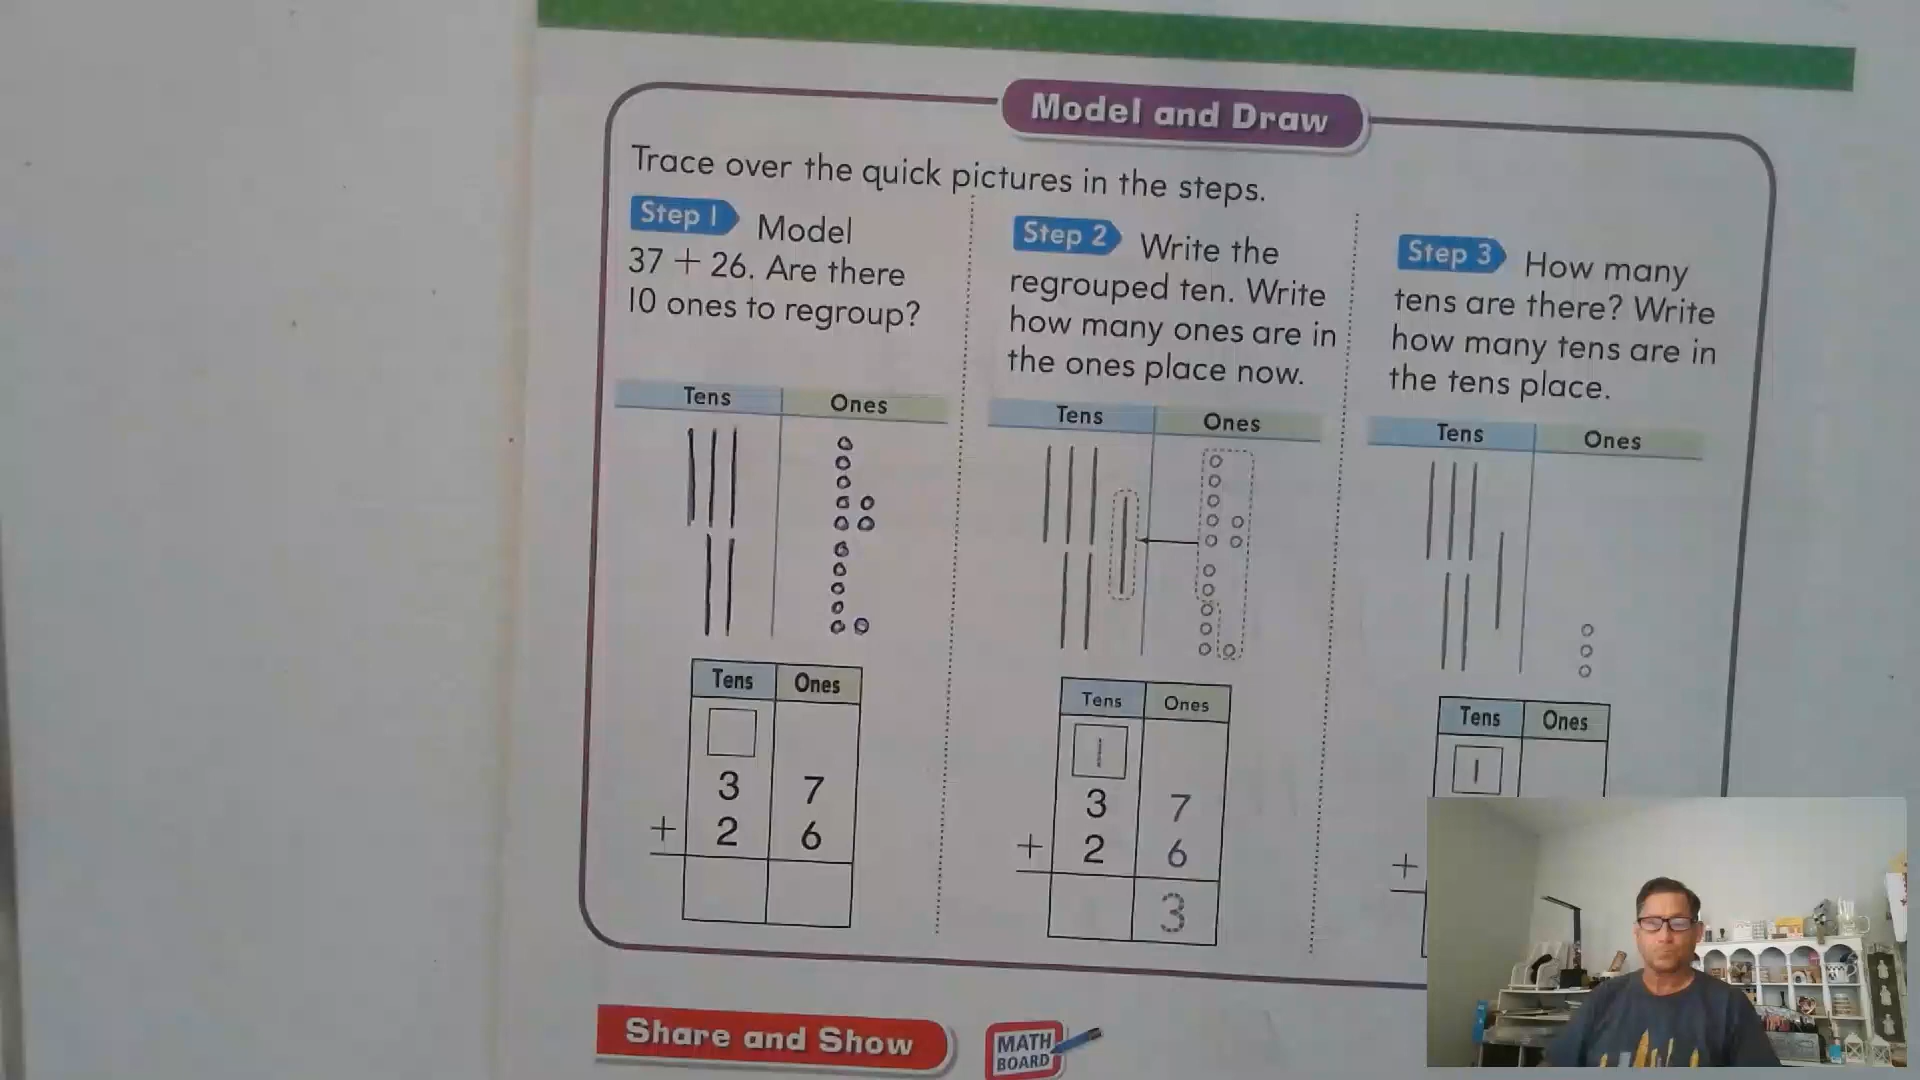 Model and Draw
Trace over the quick pictures in the steps.
Step 1 Model
37 + 26. Are there
10 ones to regroup?
Tens Ones
Tens Ones
3 7
+ 2 6
Step 2 Write the
regrouped ten. Write
how many ones are in
the ones place now.
Tens Ones
Tens Ones
1
3 7
+ 2 6
3
Step 3 How many
tens are there? Write
how many tens are in
the tens place.
Tens Ones
Tens Ones
1
+
Share and Show
MATH
BOARD